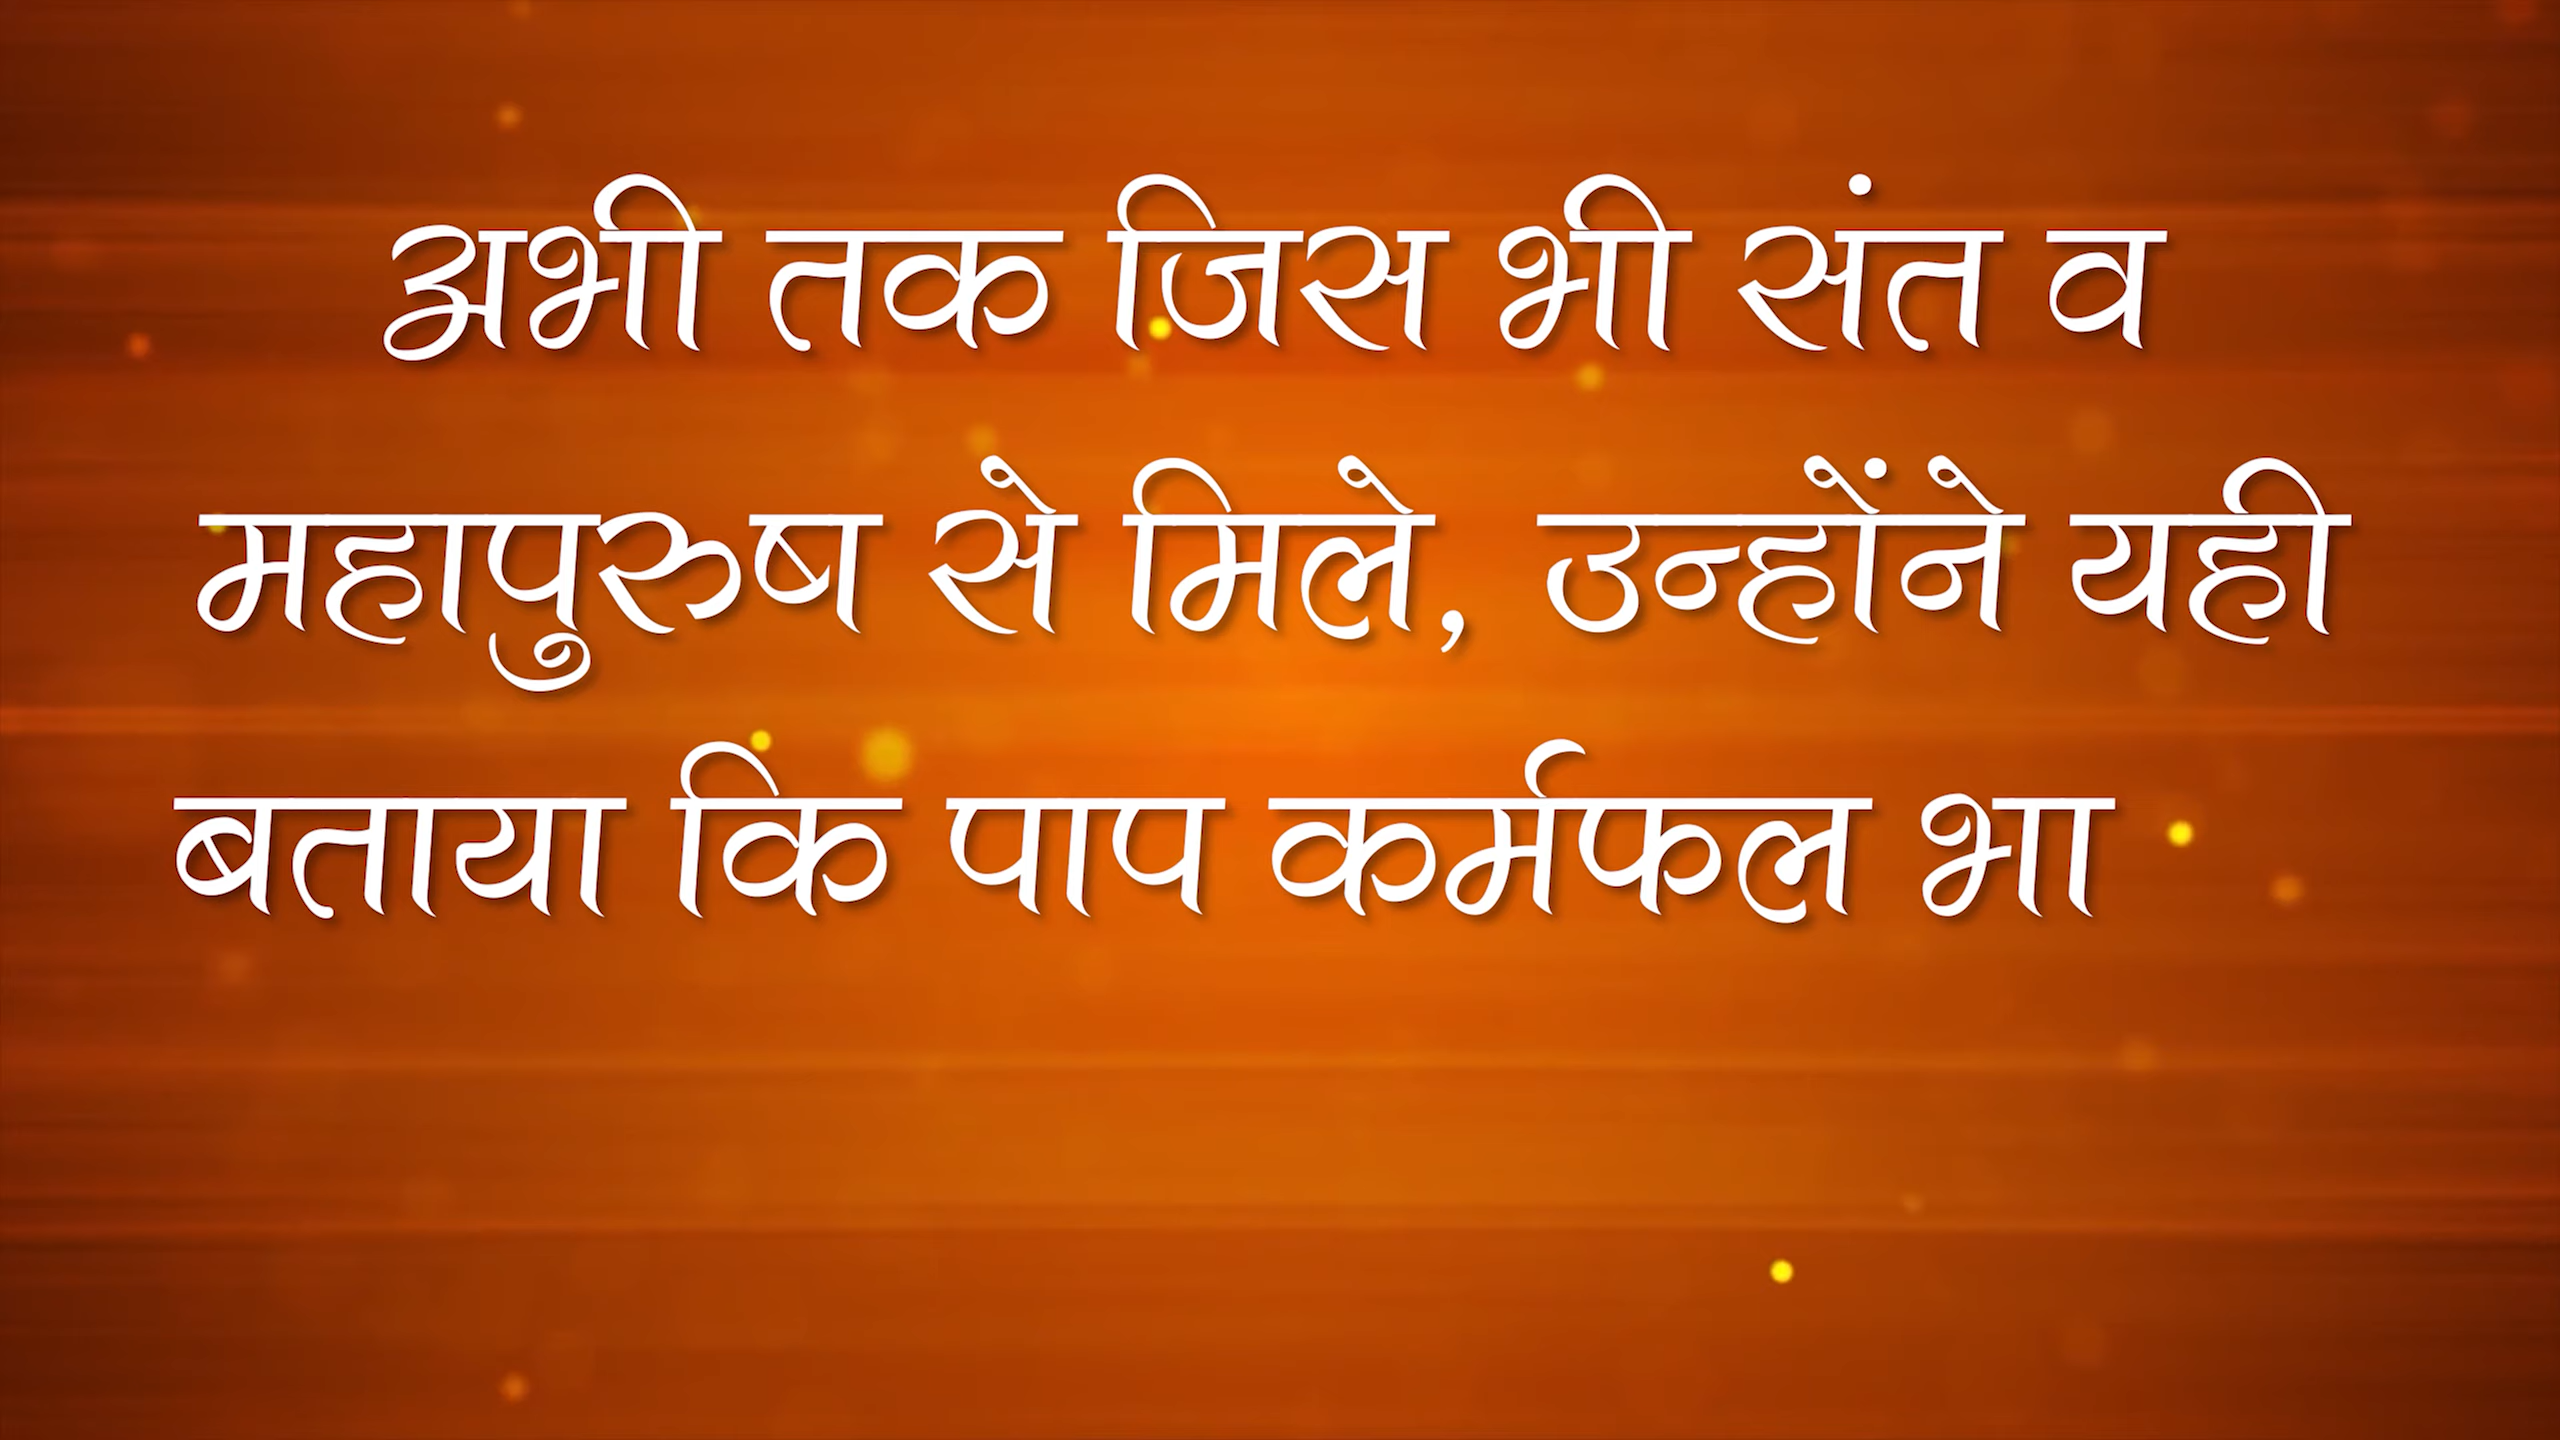 अभी तक जिस भी संत व
महापुरुष से मिले, उन्होंने यही
बताया कि पाप कर्मफल भा